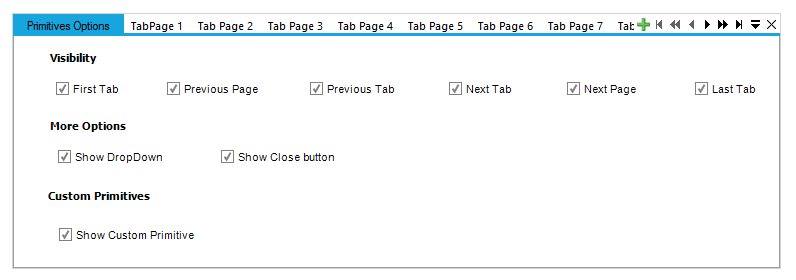 Primitives Options TabPage 1 Tab Page 2 Tab Page 3 Tab Page 4 Tab Page 5 Tab Page 6 Tab Page 7 Tab
Visibility
First Tab Previous Page Previous Tab Next Tab Next Page Last Tab
More Options
Show DropDown Show Close button
Custom Primitives
Show Custom Primitive